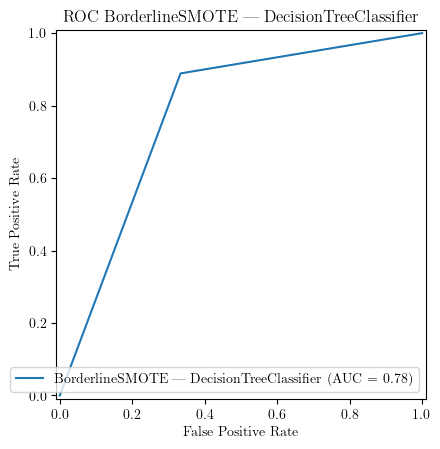 ROC BorderlineSMOTE — DecisionTreeClassifier
1.0
0.8
0.6
0.4
0.2
0.0
True Positive Rate
BorderlineSMOTE — DecisionTreeClassifier (AUC = 0.78)
0.0 0.2 0.4 0.6 0.8 1.0
False Positive Rate